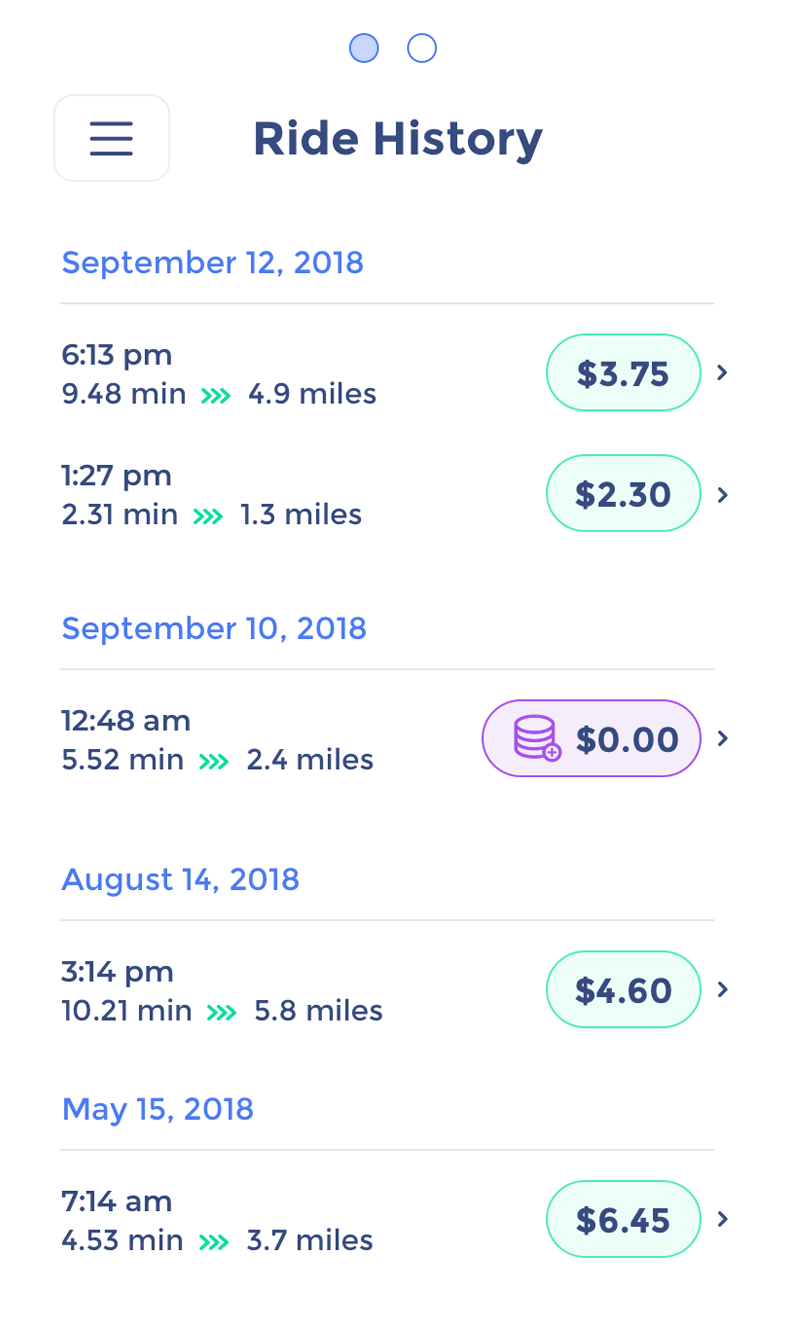 Ride History
September 12, 2018
6:13 pm
9.48 min 4.9 miles
$3.75
1:27 pm
2.31 min 1.3 miles
$2.30
September 10, 2018
12:48 am
5.52 min 2.4 miles
$0.00
August 14, 2018
3:14 pm
10.21 min 5.8 miles
$4.60
May 15, 2018
7:14 am
4.53 min 3.7 miles
$6.45